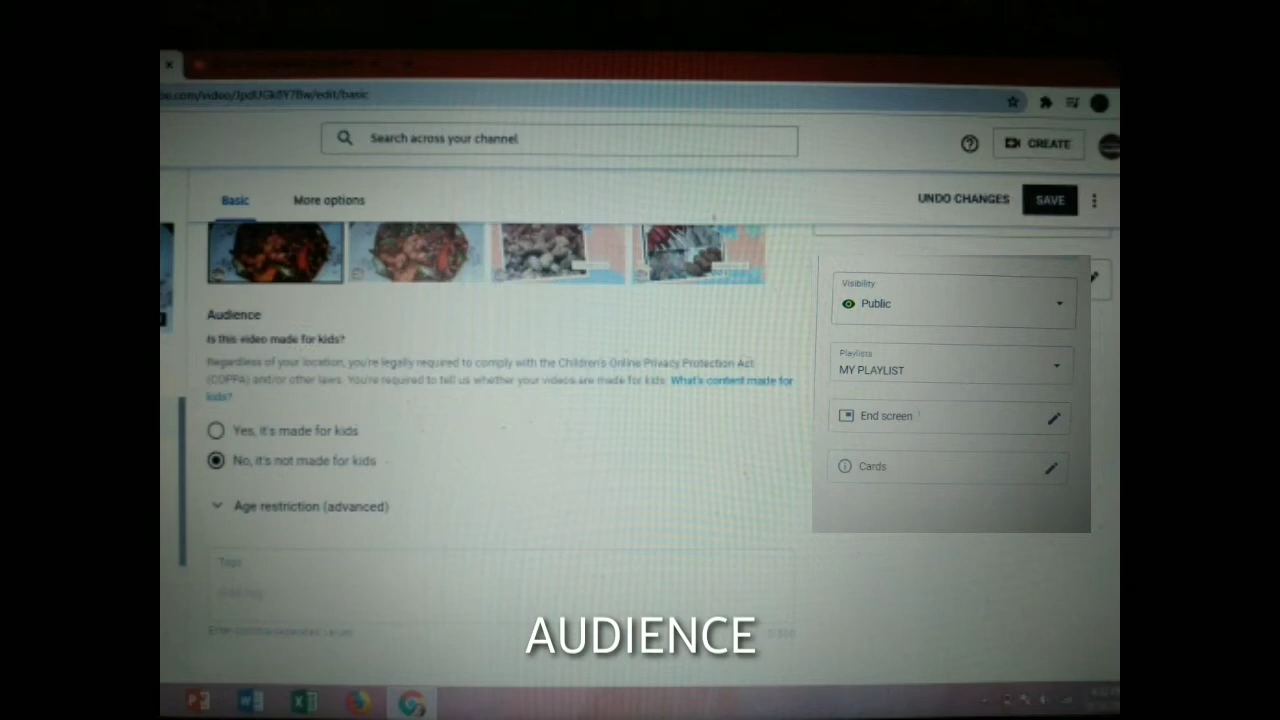 Search across your channel
CREATE
Basic
More options
UNDO CHANGES
SAVE
Audience
Is this video made for kids?
Regardless of your location, you're legally required to comply with the Children's Online Privacy Protection Act
(COPPA) and/or other laws. You're required to tell us whether your videos are made for kids. What's content made for
kids?
Yes, it's made for kids
No, it's not made for kids
Age restriction (advanced)
Tags
Visibility
Public
Playlists
MY PLAYLIST
End screen
Cards
AUDIENCE